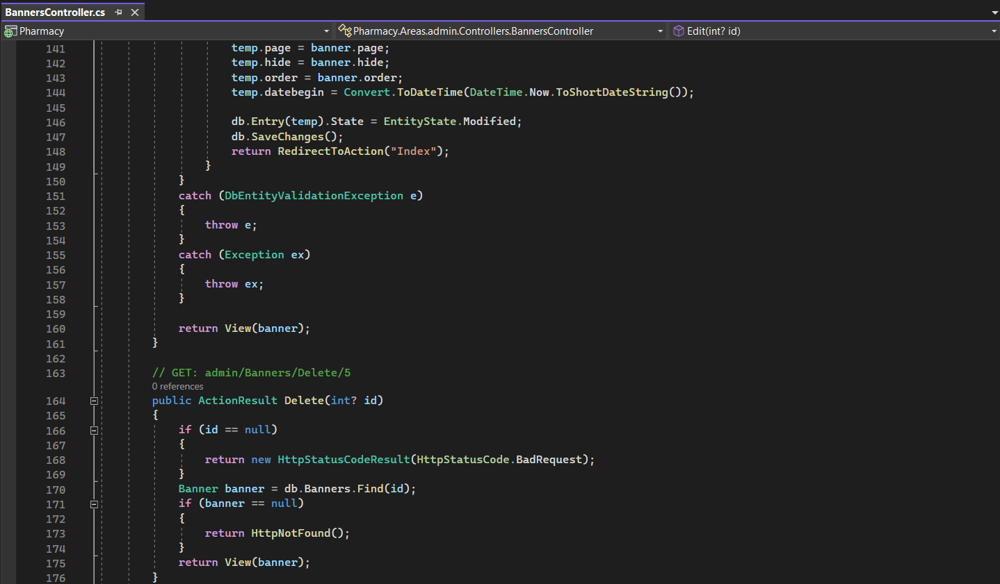 BannersController.cs
Pharmacy Pharmacy.Areas.admin.Controllers.BannersController Edit(int? id)
141 temp.page = banner.page;
142 temp.hide = banner.hide;
143 temp.order = banner.order;
144 temp.datebegin = Convert.ToDateTime(DateTime.Now.ToShortDateString());
145
146 db.Entry(temp).State = EntityState.Modified;
147 db.SaveChanges();
148 return RedirectToAction("Index");
149 }
150 }
151 catch (DbEntityValidationException e)
152 {
153 throw e;
154 }
155 catch (Exception ex)
156 {
157 throw ex;
158 }
159
160 return View(banner);
161 }
162
163 // GET: admin/Banners/Delete/5
0 references
164 public ActionResult Delete(int? id)
165 {
166 if (id == null)
167 {
168 return new HttpStatusCodeResult(HttpStatusCode.BadRequest);
169 }
170 Banner banner = db.Banners.Find(id);
171 if (banner == null)
172 {
173 return HttpNotFound();
174 }
175 return View(banner);
176 }